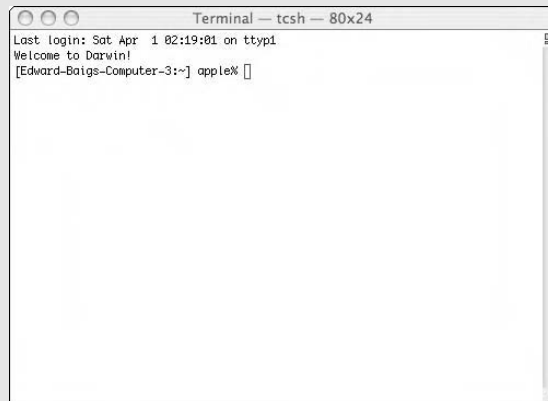 Terminal — tcsh — 80x24
Last login: Sat Apr  1 02:19:01 on ttyp1
Welcome to Darwin!
[Edward-Baigs-Computer-3:~] apple%